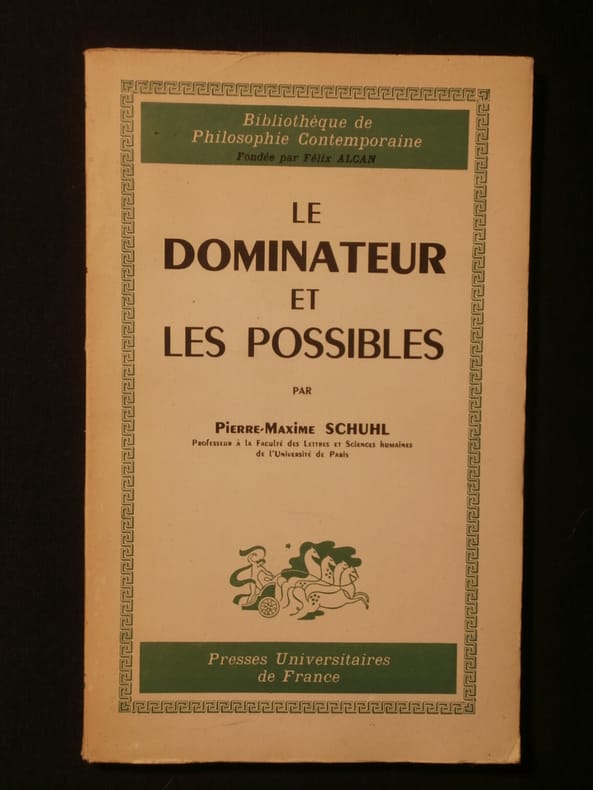 Bibliothèque de
Philosophie Contemporaine
Fondée par Félix ALCAN
LE
DOMINATEUR
ET
LES POSSIBLES
PAR
Pierre-Maxime SCHUHL
Professeur à la Faculté des Lettres et Sciences humaines
de l'Université de Paris
Presses Universitaires
de France